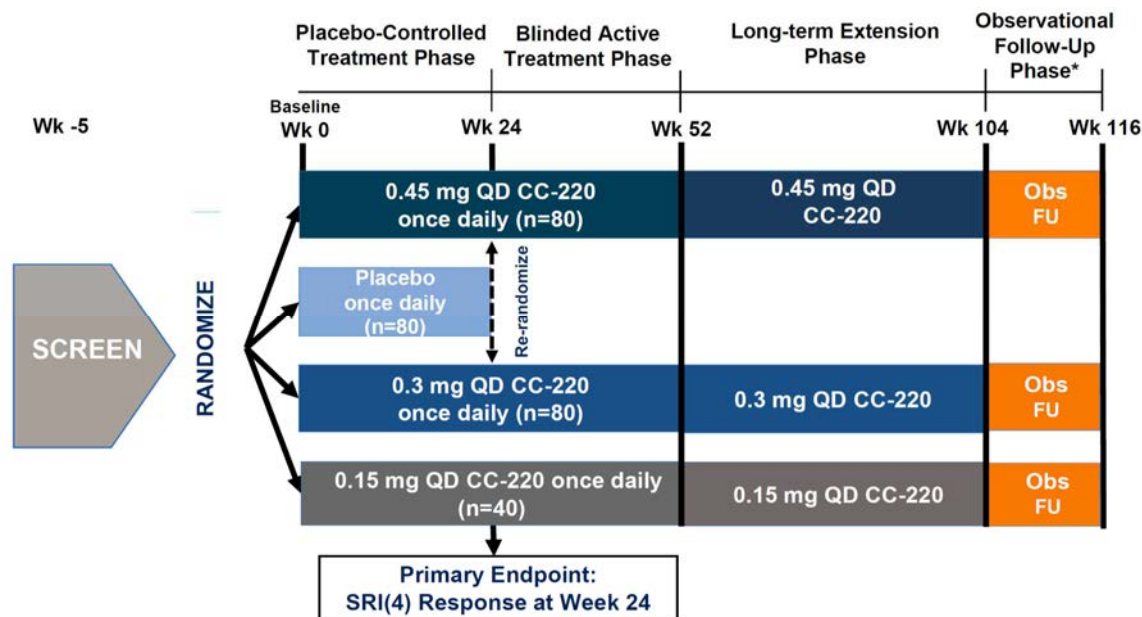 Placebo-Controlled
Treatment Phase
Blinded Active
Treatment Phase
Long-term Extension
Phase
Observational
Follow-Up
Phase*
Wk -5
Baseline
Wk 0
Wk 24
Wk 52
Wk 104
Wk 116
SCREEN
RANDOMIZE
0.45 mg QD CC-220
once daily (n=80)
0.45 mg QD
CC-220
Obs
FU
Placebo
once daily
(n=80)
Re-randomize
0.3 mg QD CC-220
once daily (n=80)
0.3 mg QD CC-220
Obs
FU
0.15 mg QD CC-220 once daily
(n=40)
0.15 mg QD CC-220
Obs
FU
Primary Endpoint:
SRI(4) Response at Week 24